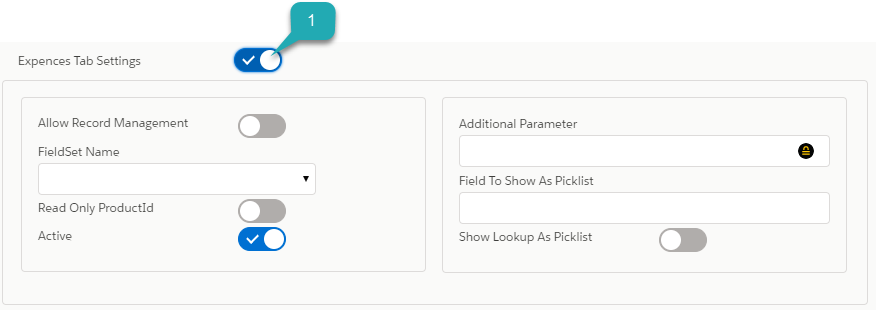 1
Expences Tab Settings
Allow Record Management
FieldSet Name
Read Only ProductId
Active
Additional Parameter
Field To Show As Picklist
Show Lookup As Picklist